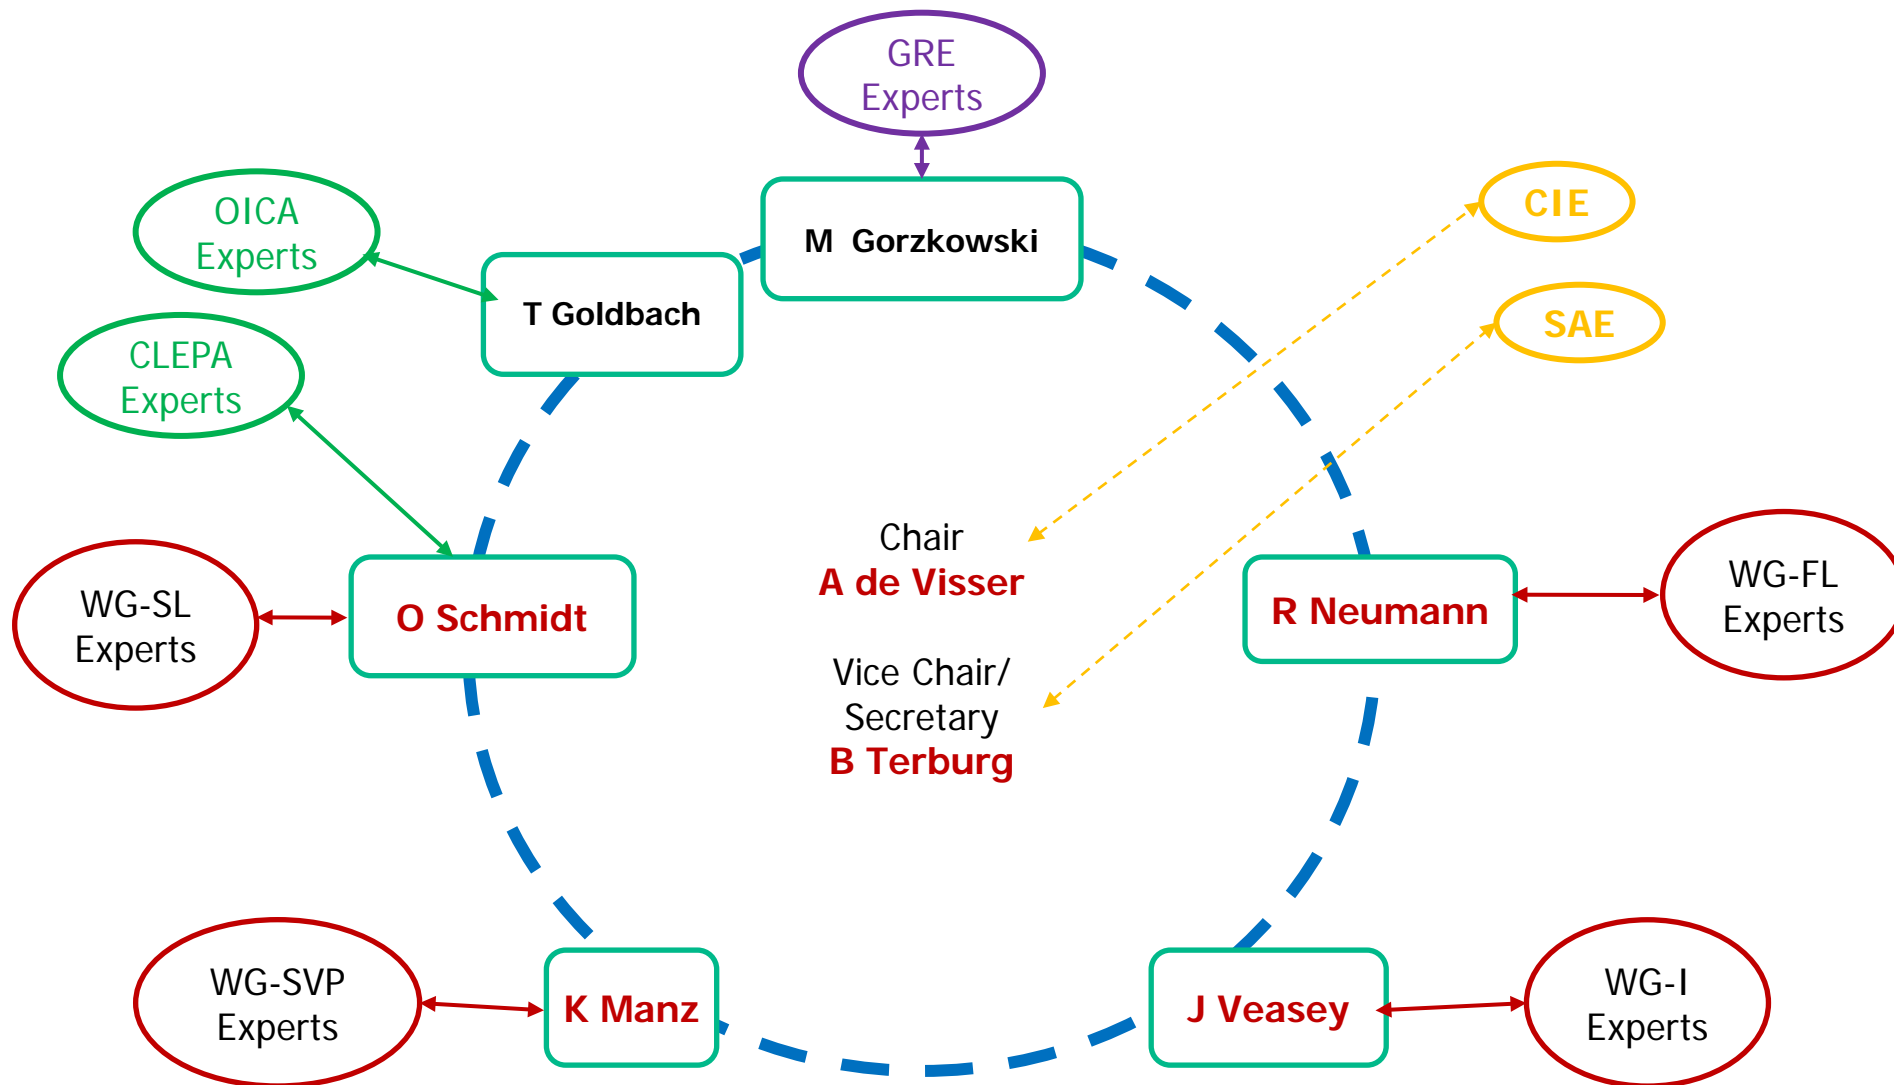 GRE
Experts
M Gorzkowski
OICA
Experts
T Goldbach
CLEPA
Experts
CIE
SAE
Chair
A de Visser
Vice Chair/
Secretary
B Terburg
WG-SL
Experts
O Schmidt
R Neumann
WG-FL
Experts
WG-SVP
Experts
K Manz
J Veasey
WG-I
Experts